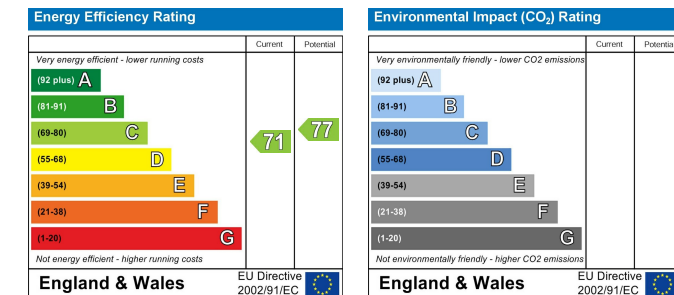 Energy Efficiency Rating
Current Potential
Very energy efficient - lower running costs
(92 plus) A
(81-91) B
(69-80) C
(55-68) D
(39-54) E
(21-38) F
(1-20) G
71
77
Not energy efficient - higher running costs
England & Wales
EU Directive
2002/91/EC
Environmental Impact (CO₂) Rating
Current Potential
Very environmentally friendly - lower CO2 emissions
(92 plus) A
(81-91) B
(69-80) C
(55-68) D
(39-54) E
(21-38) F
(1-20) G
Not environmentally friendly - higher CO2 emissions
England & Wales
EU Directive
2002/91/EC